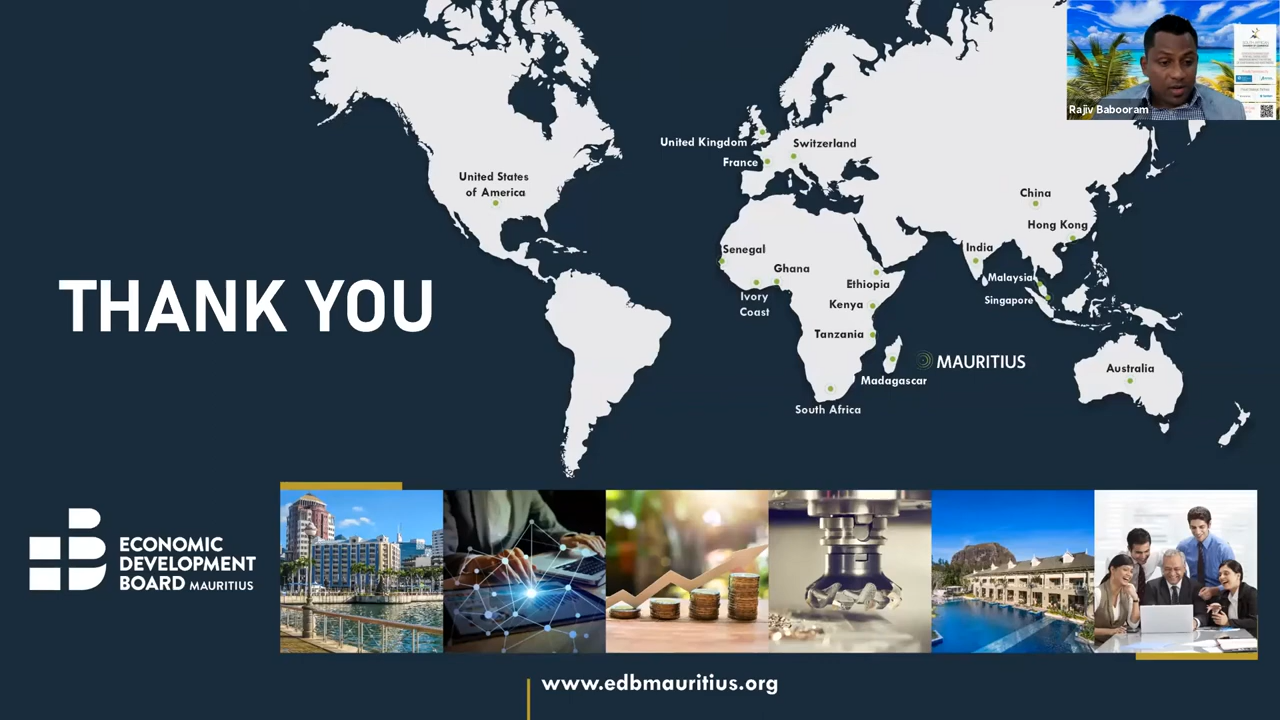 Rajiv Babooram
United Kingdom
Switzerland
France
United States
of America
China
Hong Kong
Senegal
India
Ghana
Malaysia
Ethiopia
Ivory
Coast
Singapore
Kenya
THANK YOU
Tanzania
MAURITIUS
Madagascar
Australia
South Africa
ECONOMIC
DEVELOPMENT
BOARD MAURITIUS
www.edbmauritius.org